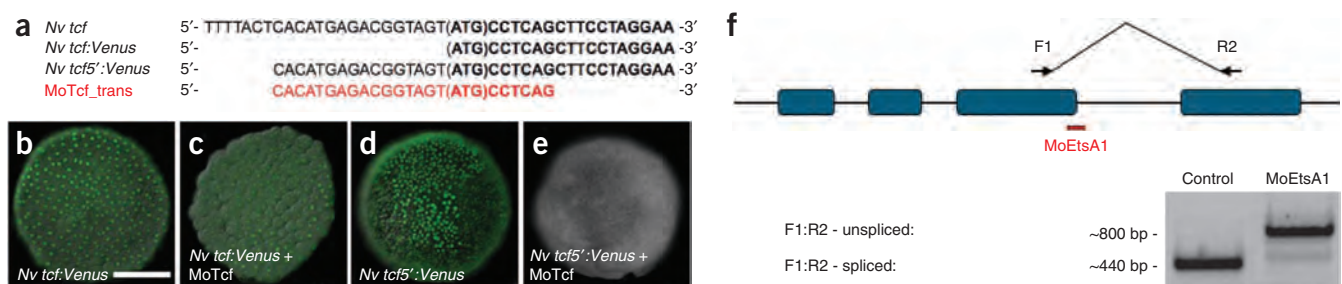 a
Nv tcf 5′- TTTTACTCACATGAGACGGTAGT(ATG)CCTCAGCTTCCTAGGAA -3′
Nv tcf:Venus 5′- (ATG)CCTCAGCTTCCTAGGAA -3′
Nv tcf5′:Venus 5′- CACATGAGACGGTAGT(ATG)CCTCAGCTTCCTAGGAA -3′
MoTcf_trans 5′- CACATGAGACGGTAGT(ATG)CCTCAG -3′
b
Nv tcf:Venus
c
Nv tcf:Venus +
MoTcf
d
Nv tcf5′:Venus
e
Nv tcf5′:Venus +
MoTcf
f
F1 R2
MoEtsA1
Control MoEtsA1
F1:R2 - unspliced: ~800 bp -
F1:R2 - spliced: ~440 bp -